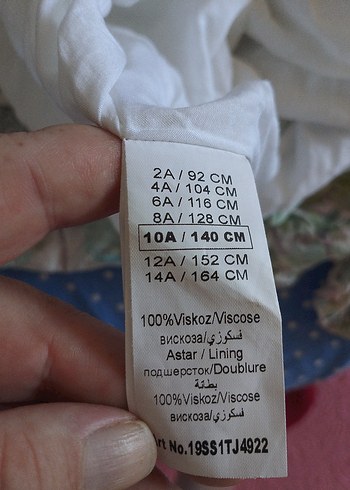 2A / 92 CM
4A / 104 CM
6A / 116 CM
8A / 128 CM
10A / 140 CM
12A / 152 CM
14A / 164 CM
100%Viskoz/Viscose
вискоза/فسكوزي
Astar / Lining
подшерсток/Doublure
بطانة
100%Viskoz/Viscose
вискоза/فسكوزي
No.19SS1TJ4922